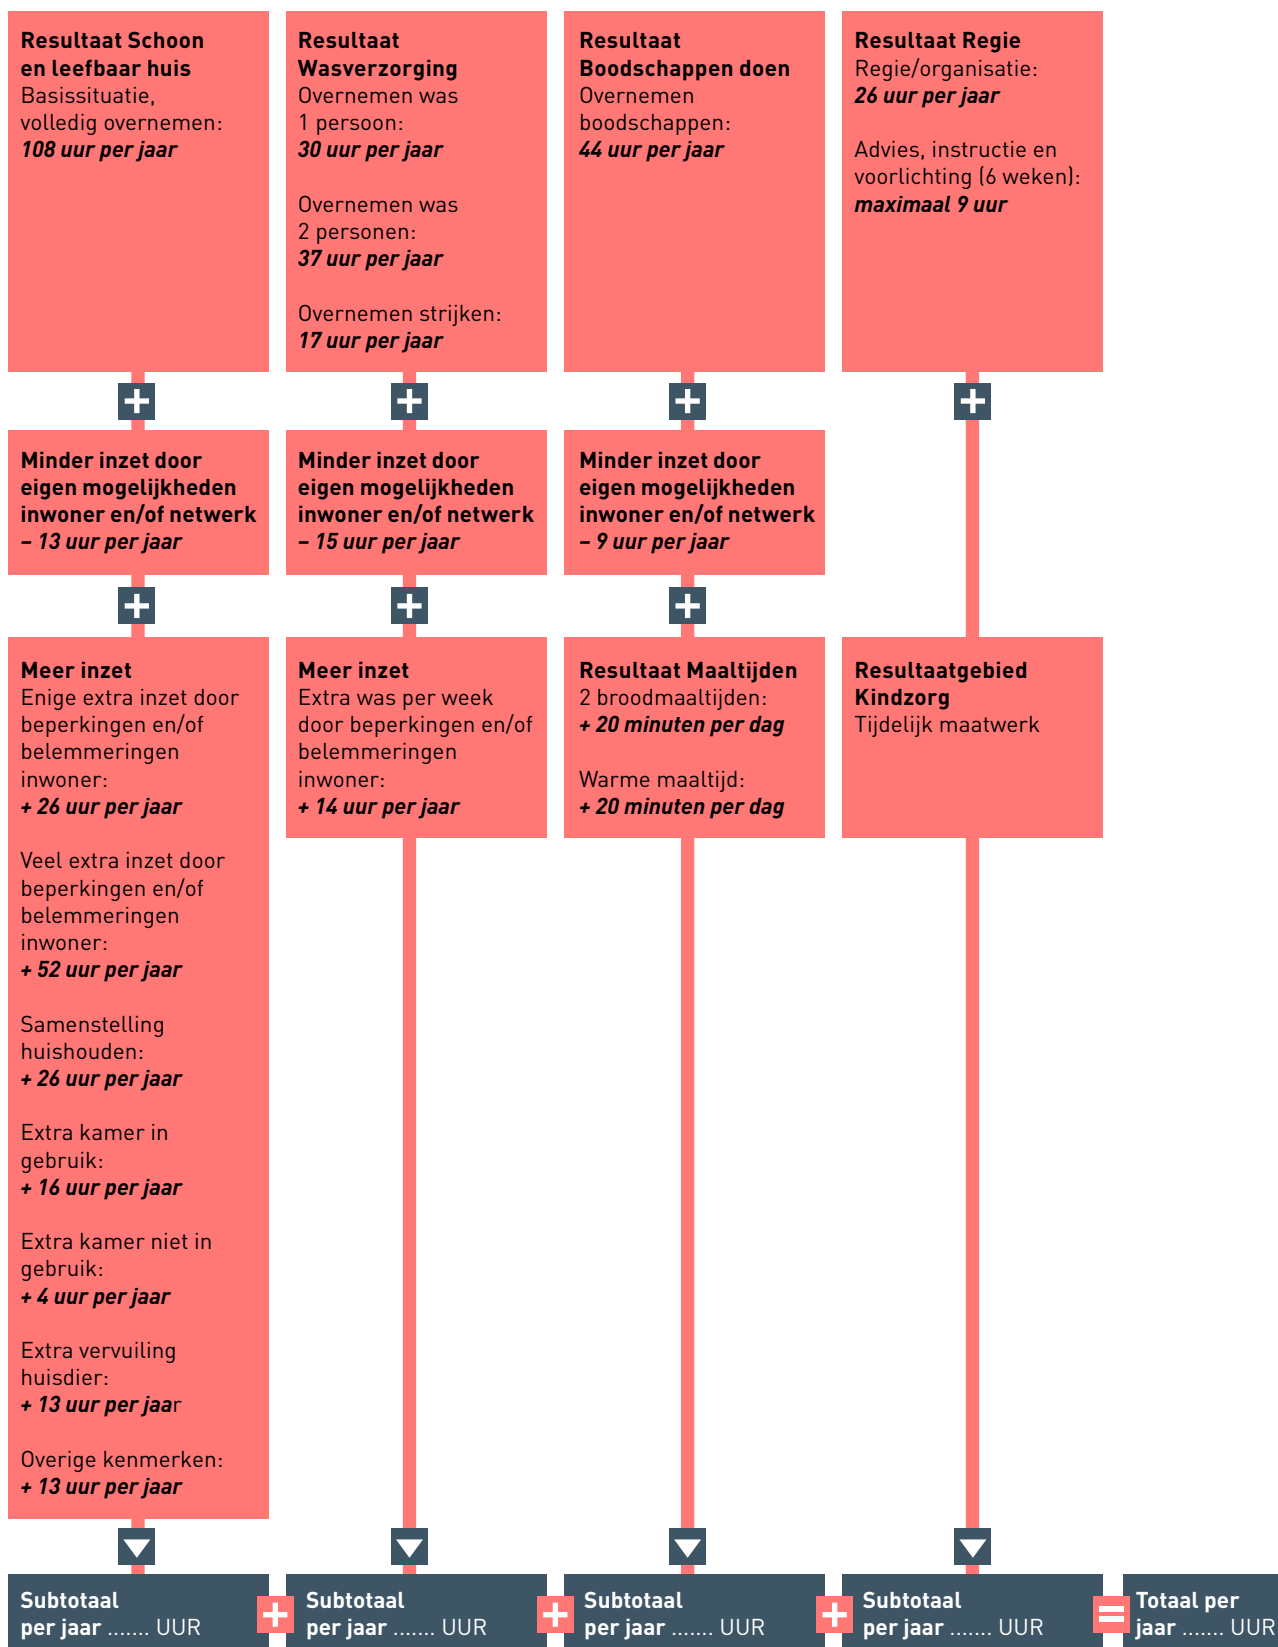 Resultaat Schoon
en leefbaar huis
Basissituatie,
volledig overnemen:
108 uur per jaar
Resultaat
Wasverzorging
Overnemen was
1 persoon:
30 uur per jaar
Overnemen was
2 personen:
37 uur per jaar
Overnemen strijken:
17 uur per jaar
Resultaat
Boodschappen doen
Overnemen
boodschappen:
44 uur per jaar
Resultaat Regie
Regie/organisatie:
26 uur per jaar
Advies, instructie en
voorlichting (6 weken):
maximaal 9 uur
+
+
+
+
Minder inzet door
eigen mogelijkheden
inwoner en/of netwerk
– 13 uur per jaar
Minder inzet door
eigen mogelijkheden
inwoner en/of netwerk
– 15 uur per jaar
Minder inzet door
eigen mogelijkheden
inwoner en/of netwerk
– 9 uur per jaar
+
+
+
Meer inzet
Enige extra inzet door
beperkingen en/of
belemmeringen
inwoner:
+ 26 uur per jaar
Veel extra inzet door
beperkingen en/of
belemmeringen
inwoner:
+ 52 uur per jaar
Samenstelling
huishouden:
+ 26 uur per jaar
Extra kamer in
gebruik:
+ 16 uur per jaar
Extra kamer niet in
gebruik:
+ 4 uur per jaar
Extra vervuiling
huisdier:
+ 13 uur per jaar
Overige kenmerken:
+ 13 uur per jaar
Meer inzet
Extra was per week
door beperkingen en/of
belemmeringen
inwoner:
+ 14 uur per jaar
Resultaat Maaltijden
2 broodmaaltijden:
+ 20 minuten per dag
Warme maaltijd:
+ 20 minuten per dag
Resultaatgebied
Kindzorg
Tijdelijk maatwerk
Subtotaal
per jaar ....... UUR
+
Subtotaal
per jaar ....... UUR
+
Subtotaal
per jaar ....... UUR
+
Subtotaal
per jaar ....... UUR
=
Totaal per
jaar ....... UUR